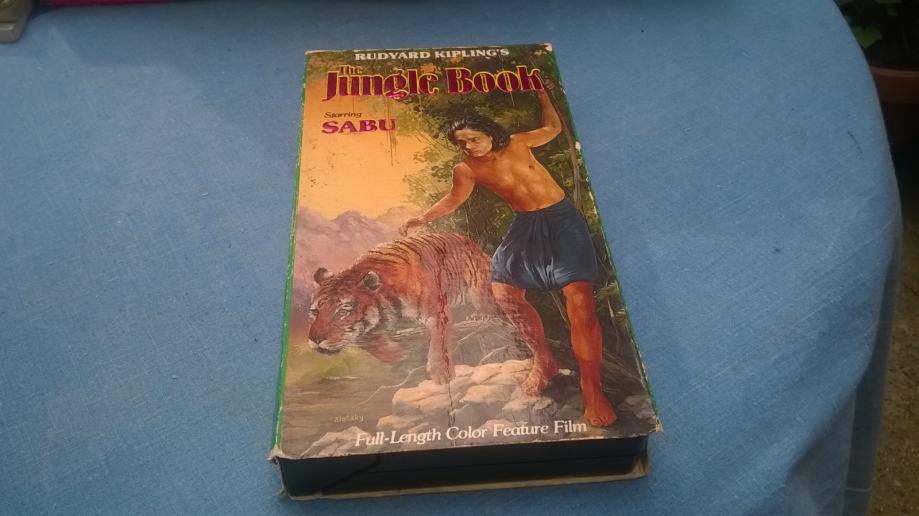 RUDYARD KIPLING'S
The
Jungle Book
Starring
SABU
Full-Length Color Feature Film